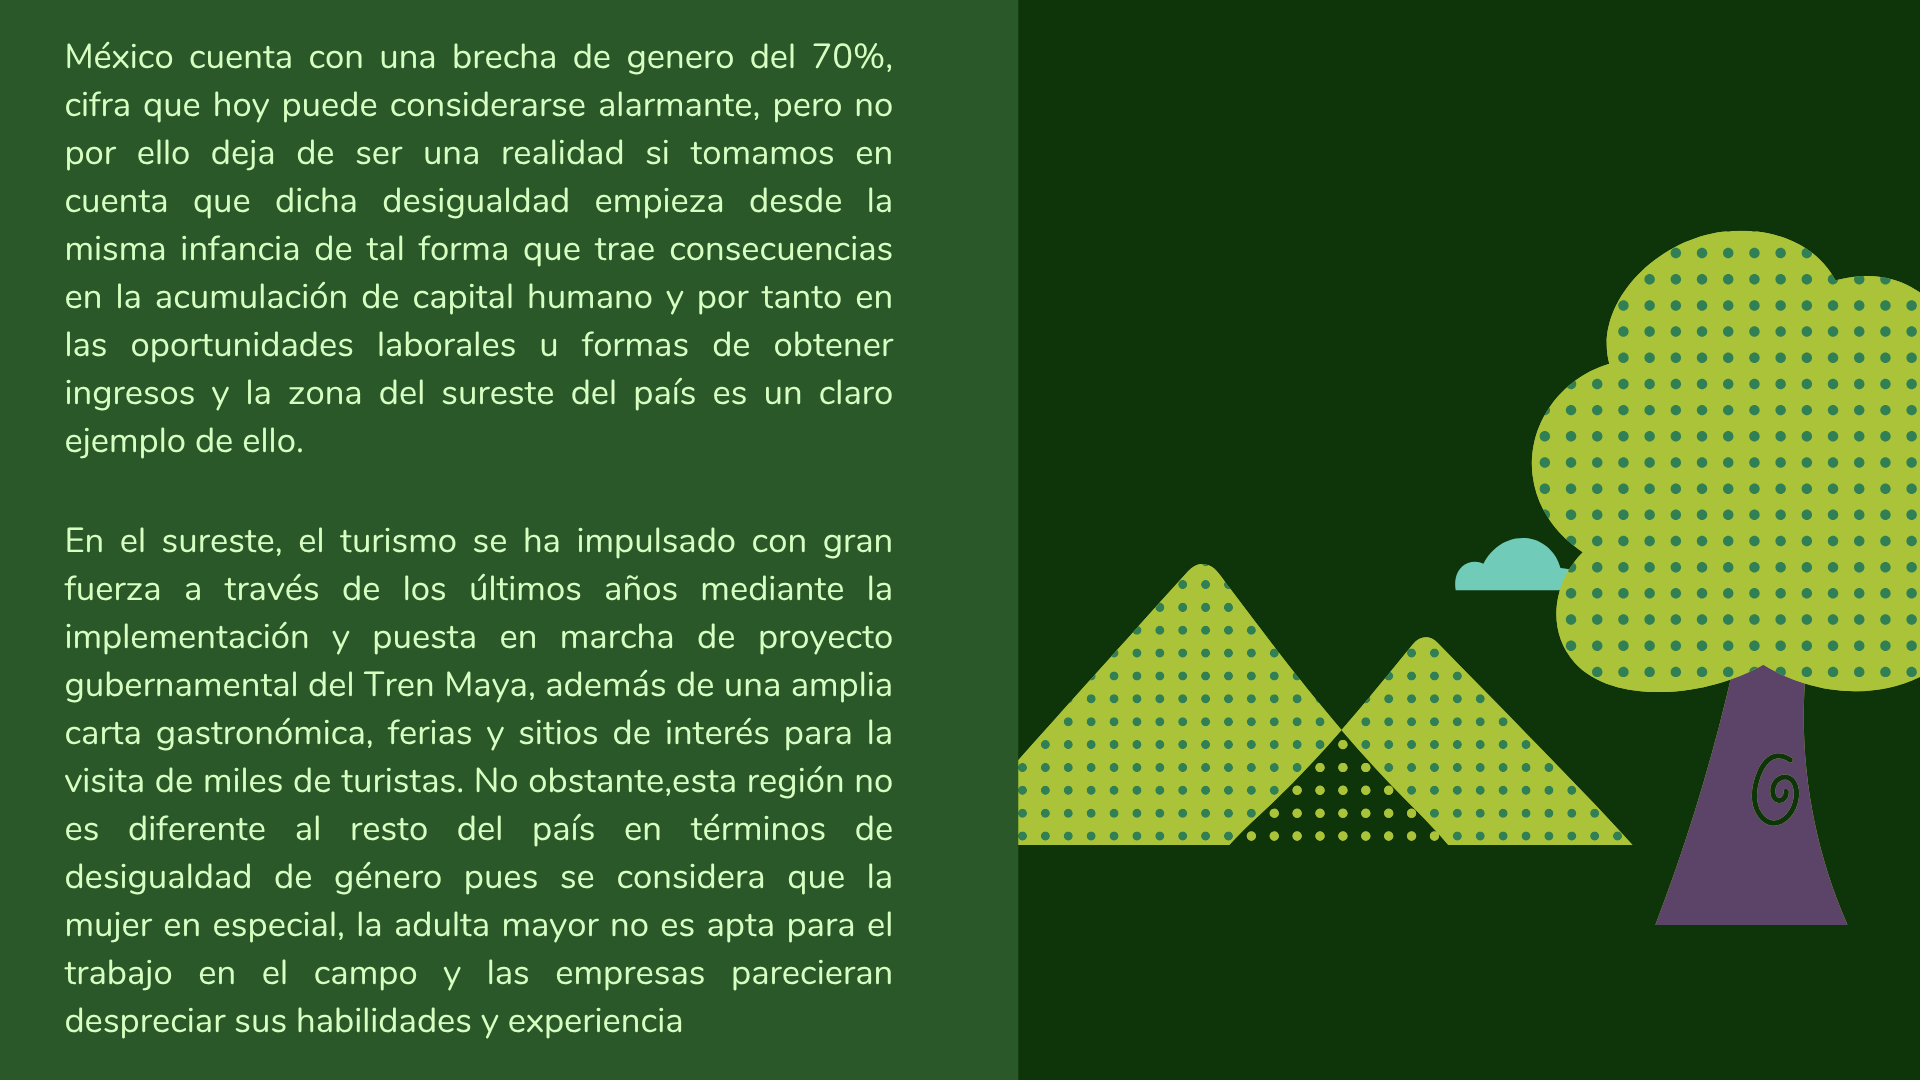 México cuenta con una brecha de genero del 70%,
cifra que hoy puede considerarse alarmante, pero no
por ello deja de ser una realidad si tomamos en
cuenta que dicha desigualdad empieza desde la
misma infancia de tal forma que trae consecuencias
en la acumulación de capital humano y por tanto en
las oportunidades laborales u formas de obtener
ingresos y la zona del sureste del país es un claro
ejemplo de ello.
En el sureste, el turismo se ha impulsado con gran
fuerza a través de los últimos años mediante la
implementación y puesta en marcha de proyecto
gubernamental del Tren Maya, además de una amplia
carta gastronómica, ferias y sitios de interés para la
visita de miles de turistas. No obstante,esta región no
es diferente al resto del país en términos de
desigualdad de género pues se considera que la
mujer en especial, la adulta mayor no es apta para el
trabajo en el campo y las empresas parecieran
despreciar sus habilidades y experiencia